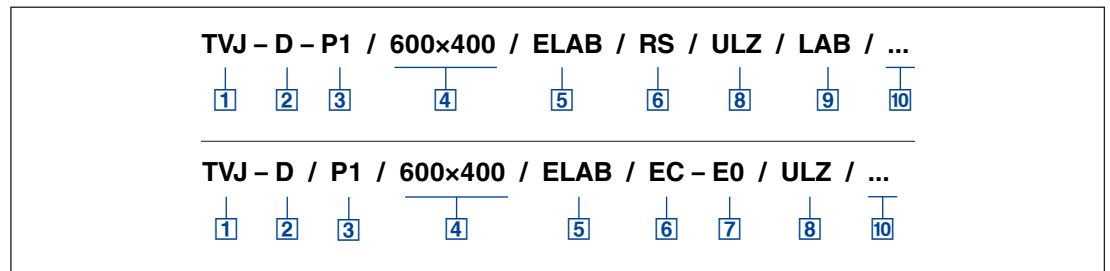 TVJ – D – P1 / 600×400 / ELAB / RS / ULZ / LAB / ...
1 2 3 4 5 6 8 9 10
TVJ – D / P1 / 600×400 / ELAB / EC – E0 / ULZ / ...
1 2 3 4 5 6 7 8 10